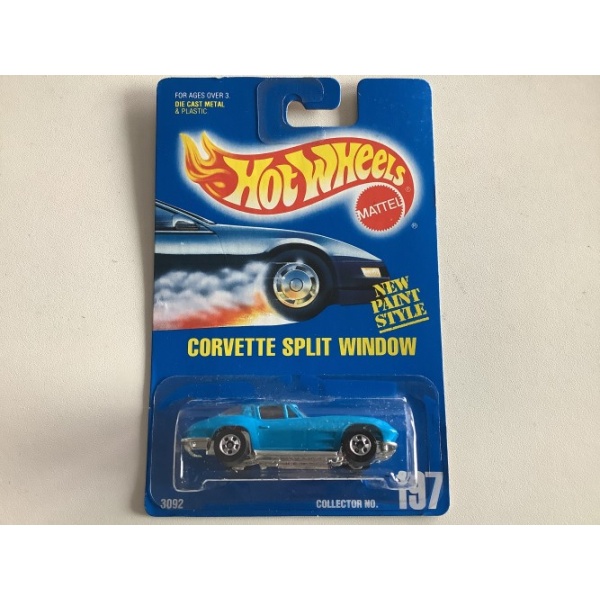 FOR AGES OVER 3
DIE CAST METAL
& PLASTIC
HOT WHEELS
®
MATTEL
®
NEW
PAINT
STYLE
CORVETTE SPLIT WINDOW
3092
COLLECTOR NO.
197